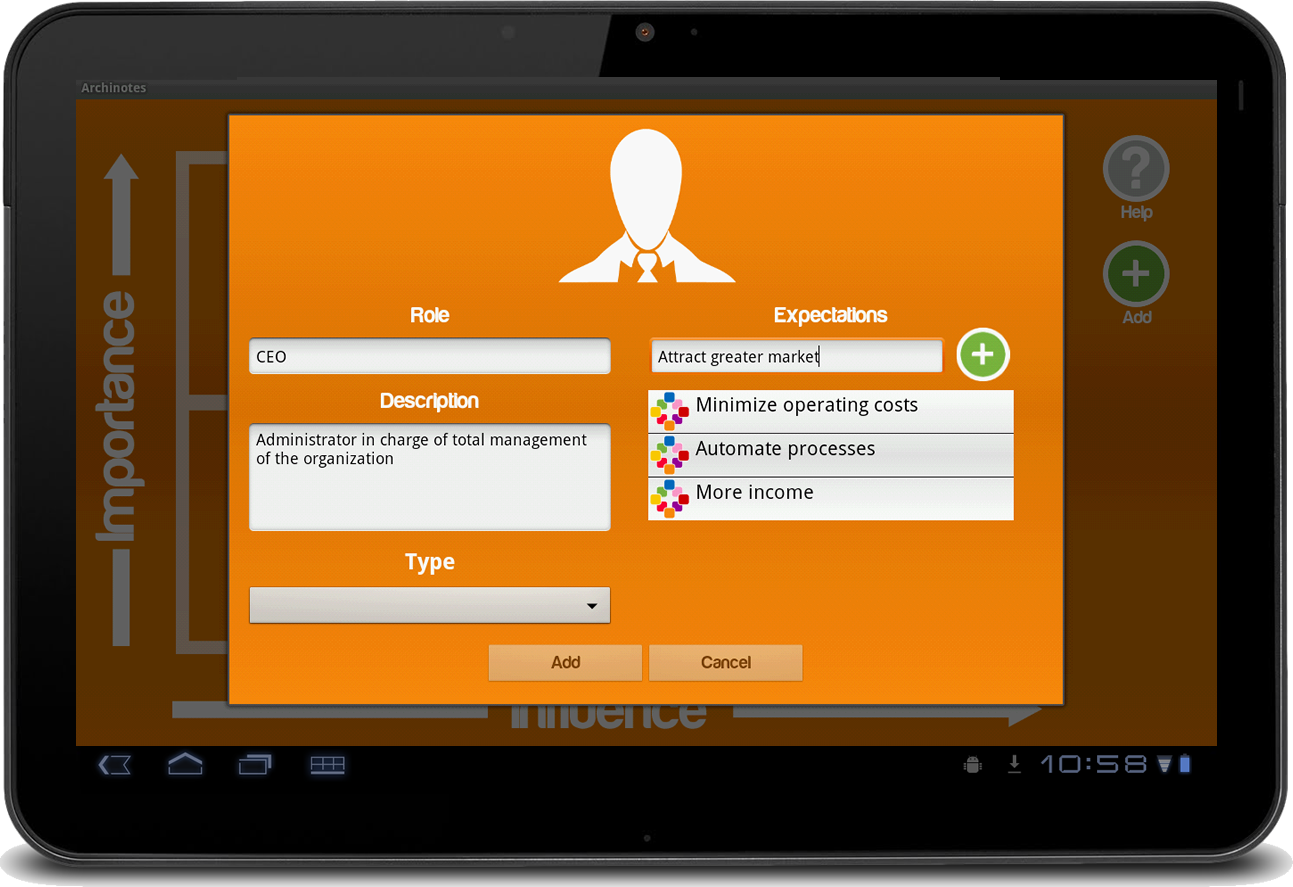 Archinotes
Help
Add
Importance
Influence
Role
CEO
Description
Administrator in charge of total management
of the organization
Type
Expectations
Attract greater market
Minimize operating costs
Automate processes
More income
Add
Cancel
10:58